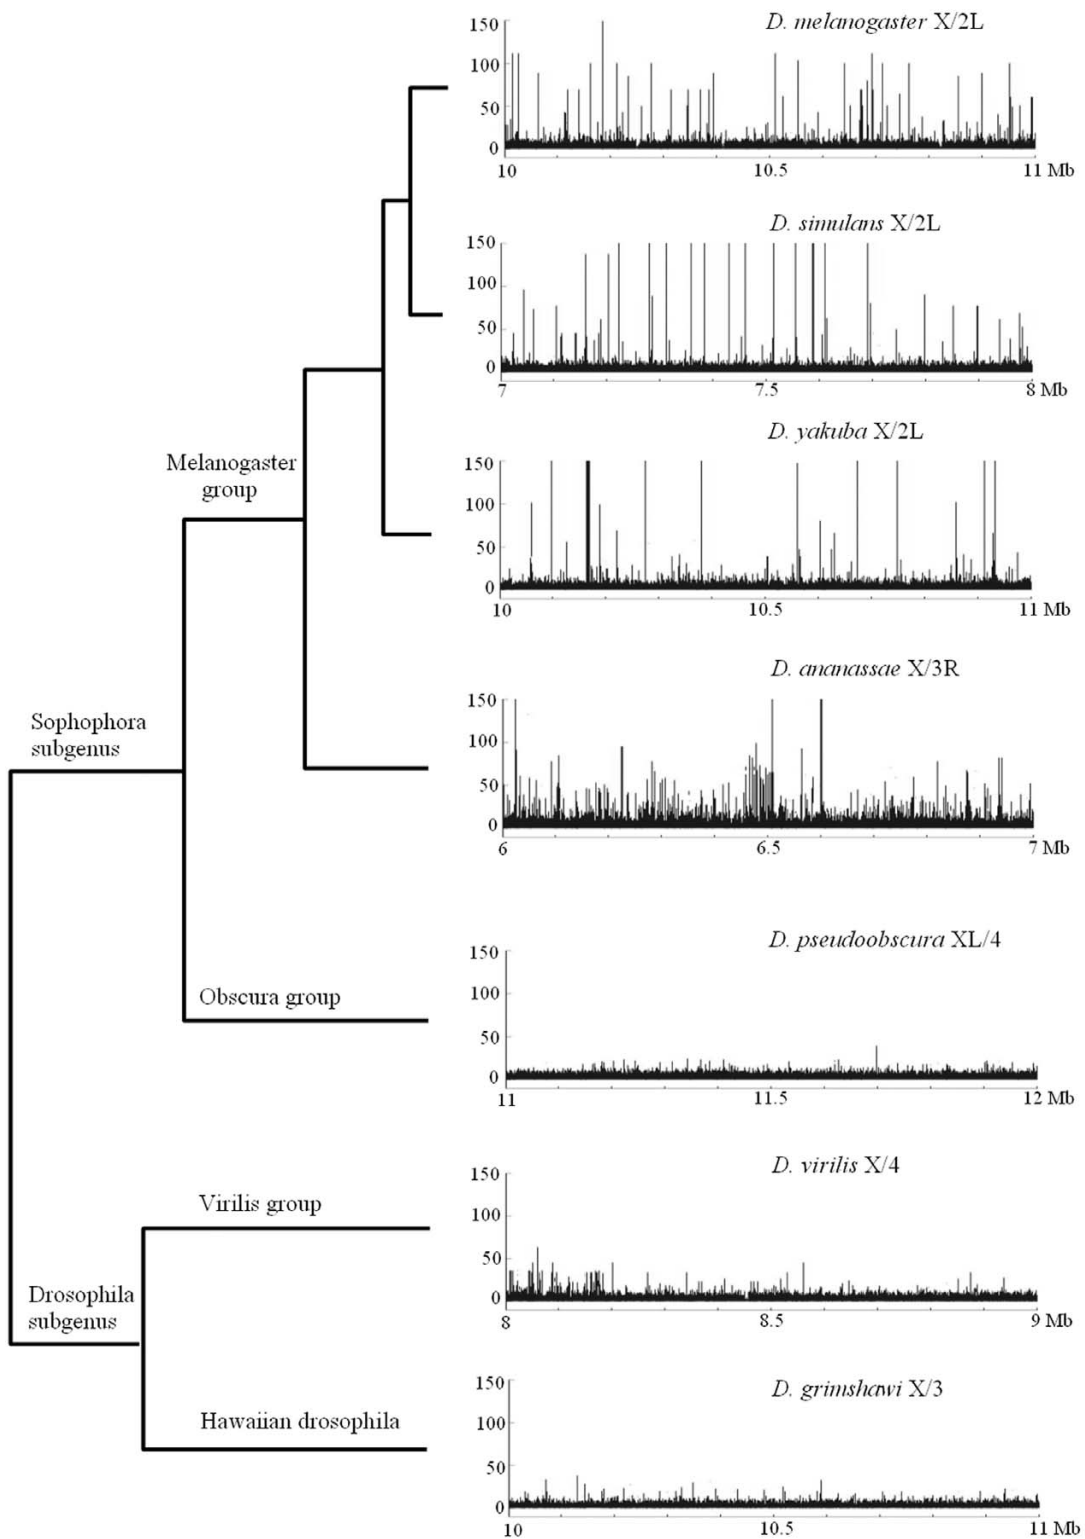 D. melanogaster X/2L
150
100
50
0
10 10.5 11 Mb
D. simulans X/2L
150
100
50
0
7 7.5 8 Mb
D. yakuba X/2L
150
100
50
0
10 10.5 11 Mb
Melanogaster
group
D. ananassae X/3R
150
100
50
0
6 6.5 7 Mb
Sophophora
subgenus
D. pseudoobscura XL/4
150
100
50
0
11 11.5 12 Mb
Obscura group
D. virilis X/4
150
100
50
0
8 8.5 9 Mb
Virilis group
Drosophila
subgenus
D. grimshawi X/3
150
100
50
0
10 10.5 11 Mb
Hawaiian drosophila